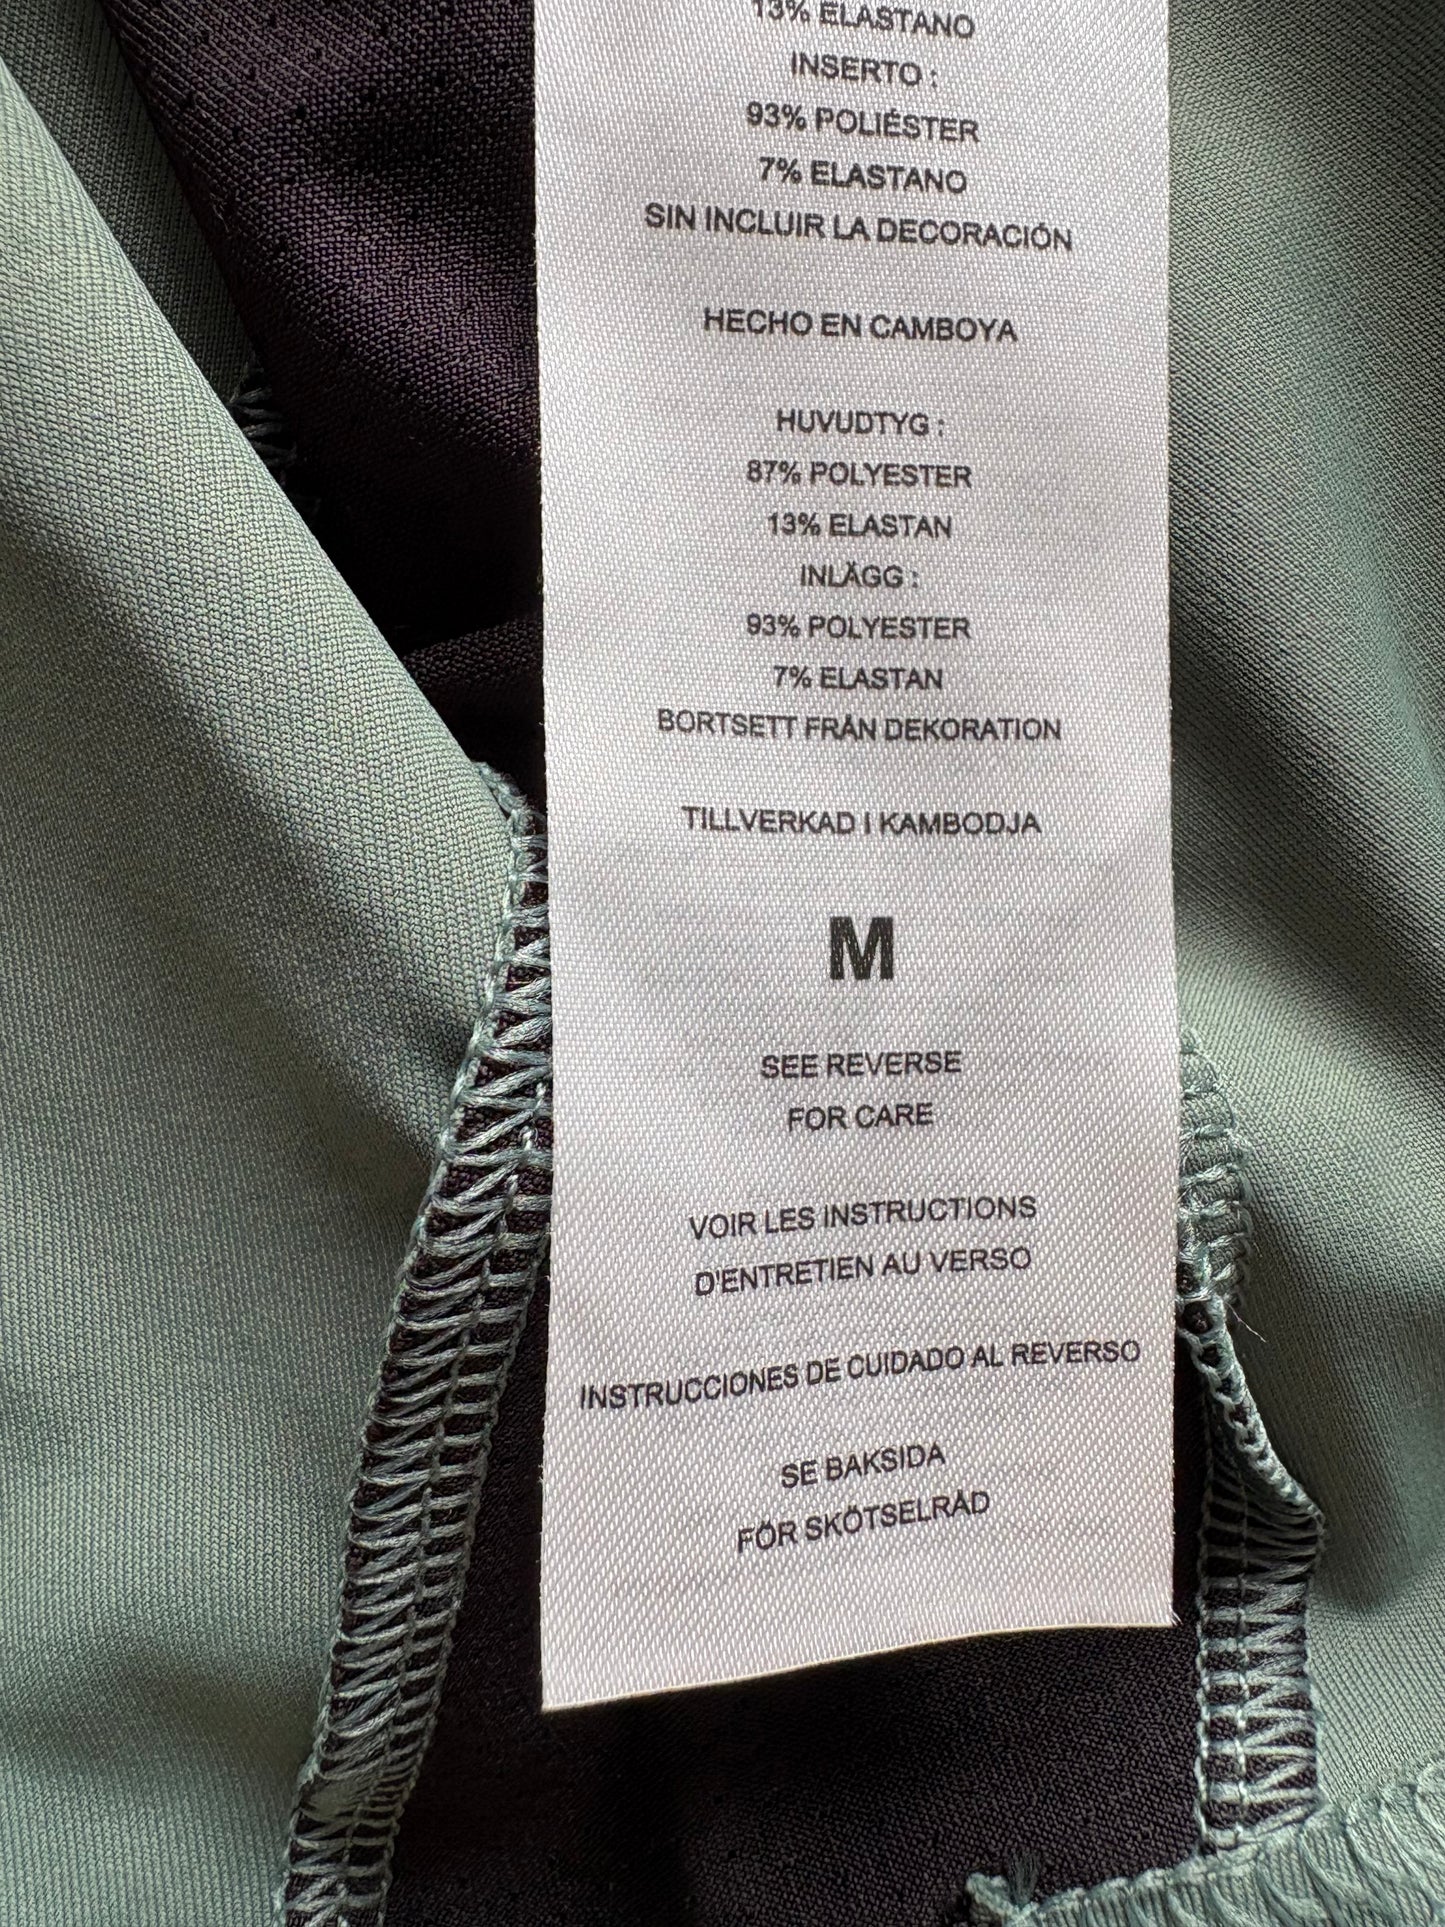 13% ELASTANO
INSERTO :
93% POLIÉSTER
7% ELASTANO
SIN INCLUIR LA DECORACIÓN
HECHO EN CAMBOYA
HUVUDTYG :
87% POLYESTER
13% ELASTAN
INLÄGG :
93% POLYESTER
7% ELASTAN
BORTSETT FRÅN DEKORATION
TILLVERKAD I KAMBODJA
M
SEE REVERSE
FOR CARE
VOIR LES INSTRUCTIONS
D'ENTRETIEN AU VERSO
INSTRUCCIONES DE CUIDADO AL REVERSO
SE BAKSIDA
FÖR SKÖTSELRÅD